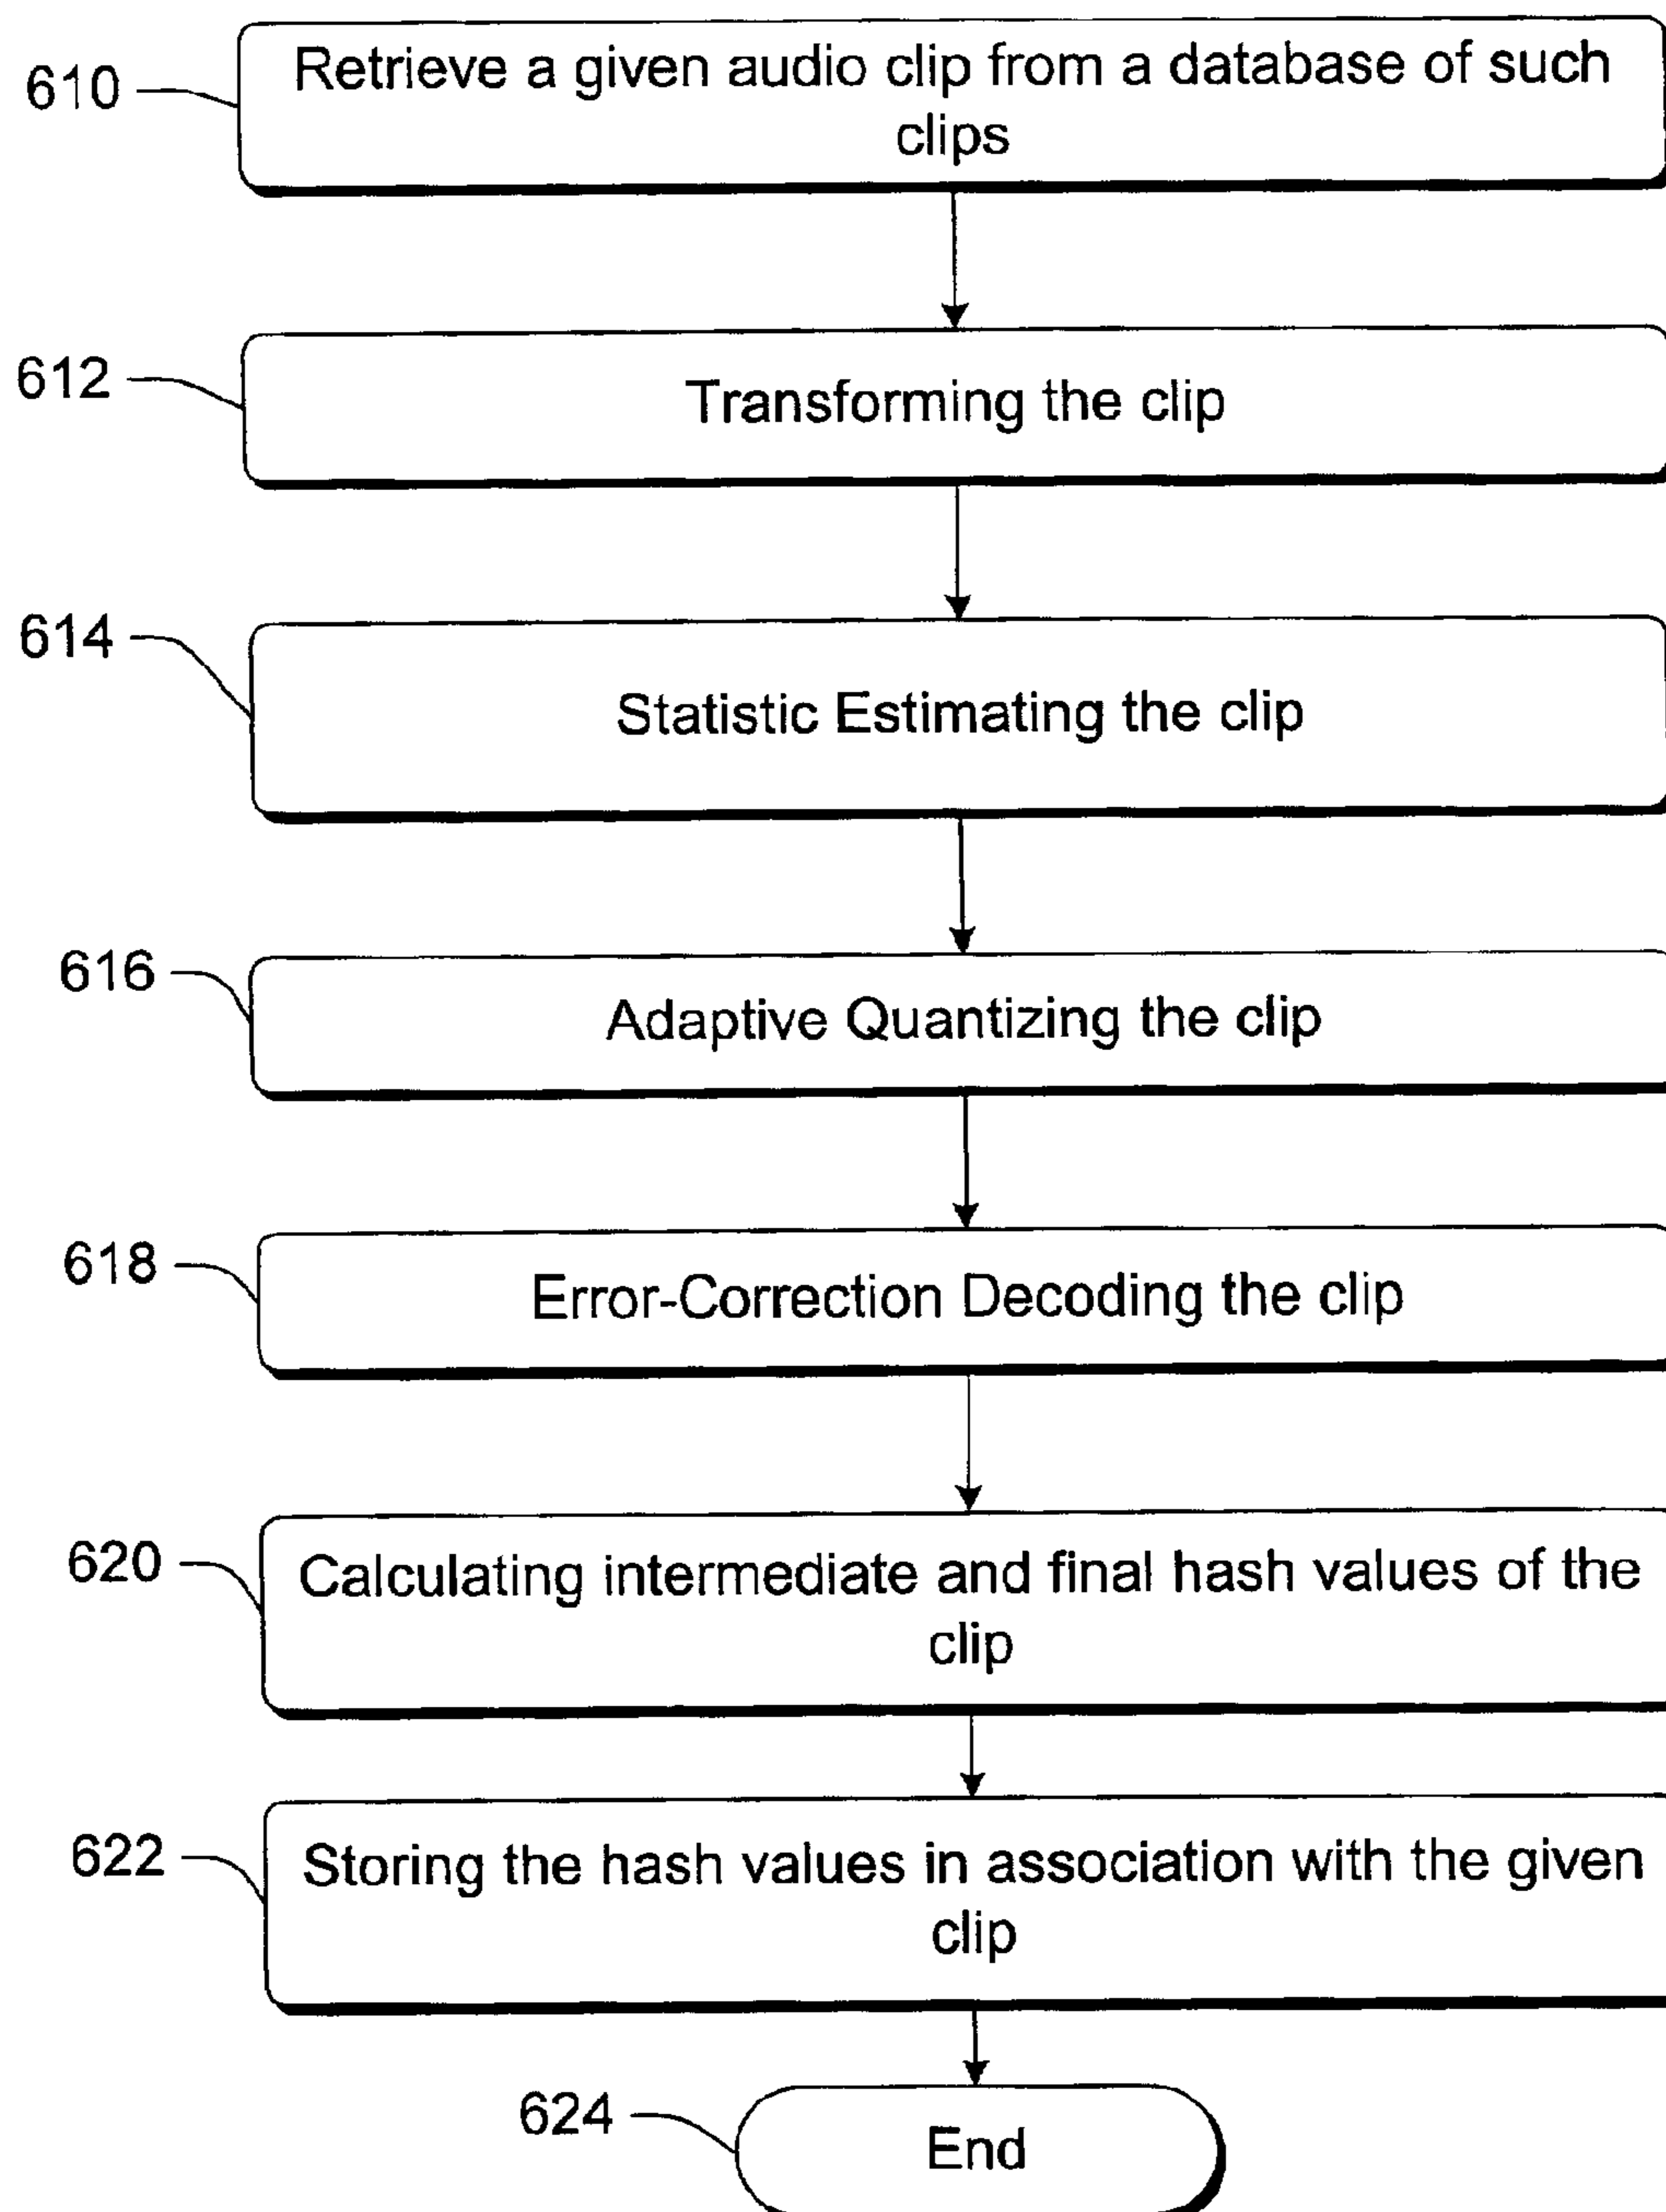 610
Retrieve a given audio clip from a database of such
clips
612
Transforming the clip
614
Statistic Estimating the clip
616
Adaptive Quantizing the clip
618
Error-Correction Decoding the clip
620
Calculating intermediate and final hash values of the
clip
622
Storing the hash values in association with the given
clip
624
End